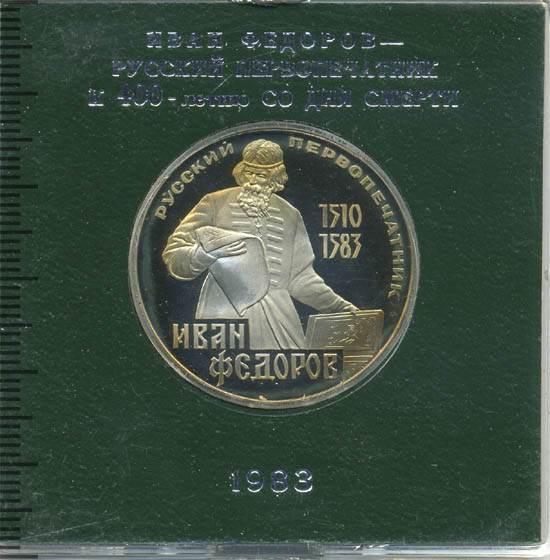 ИВАН ФЕДОРОВ—
РУССКИЙ ПЕРВОПЕЧАТНИК
К 400-летию СО ДНЯ СМЕРТИ
РУССКИЙ ПЕРВОПЕЧАТНИК
1510
1583
ИВАН
ФЕДОРОВ
1983